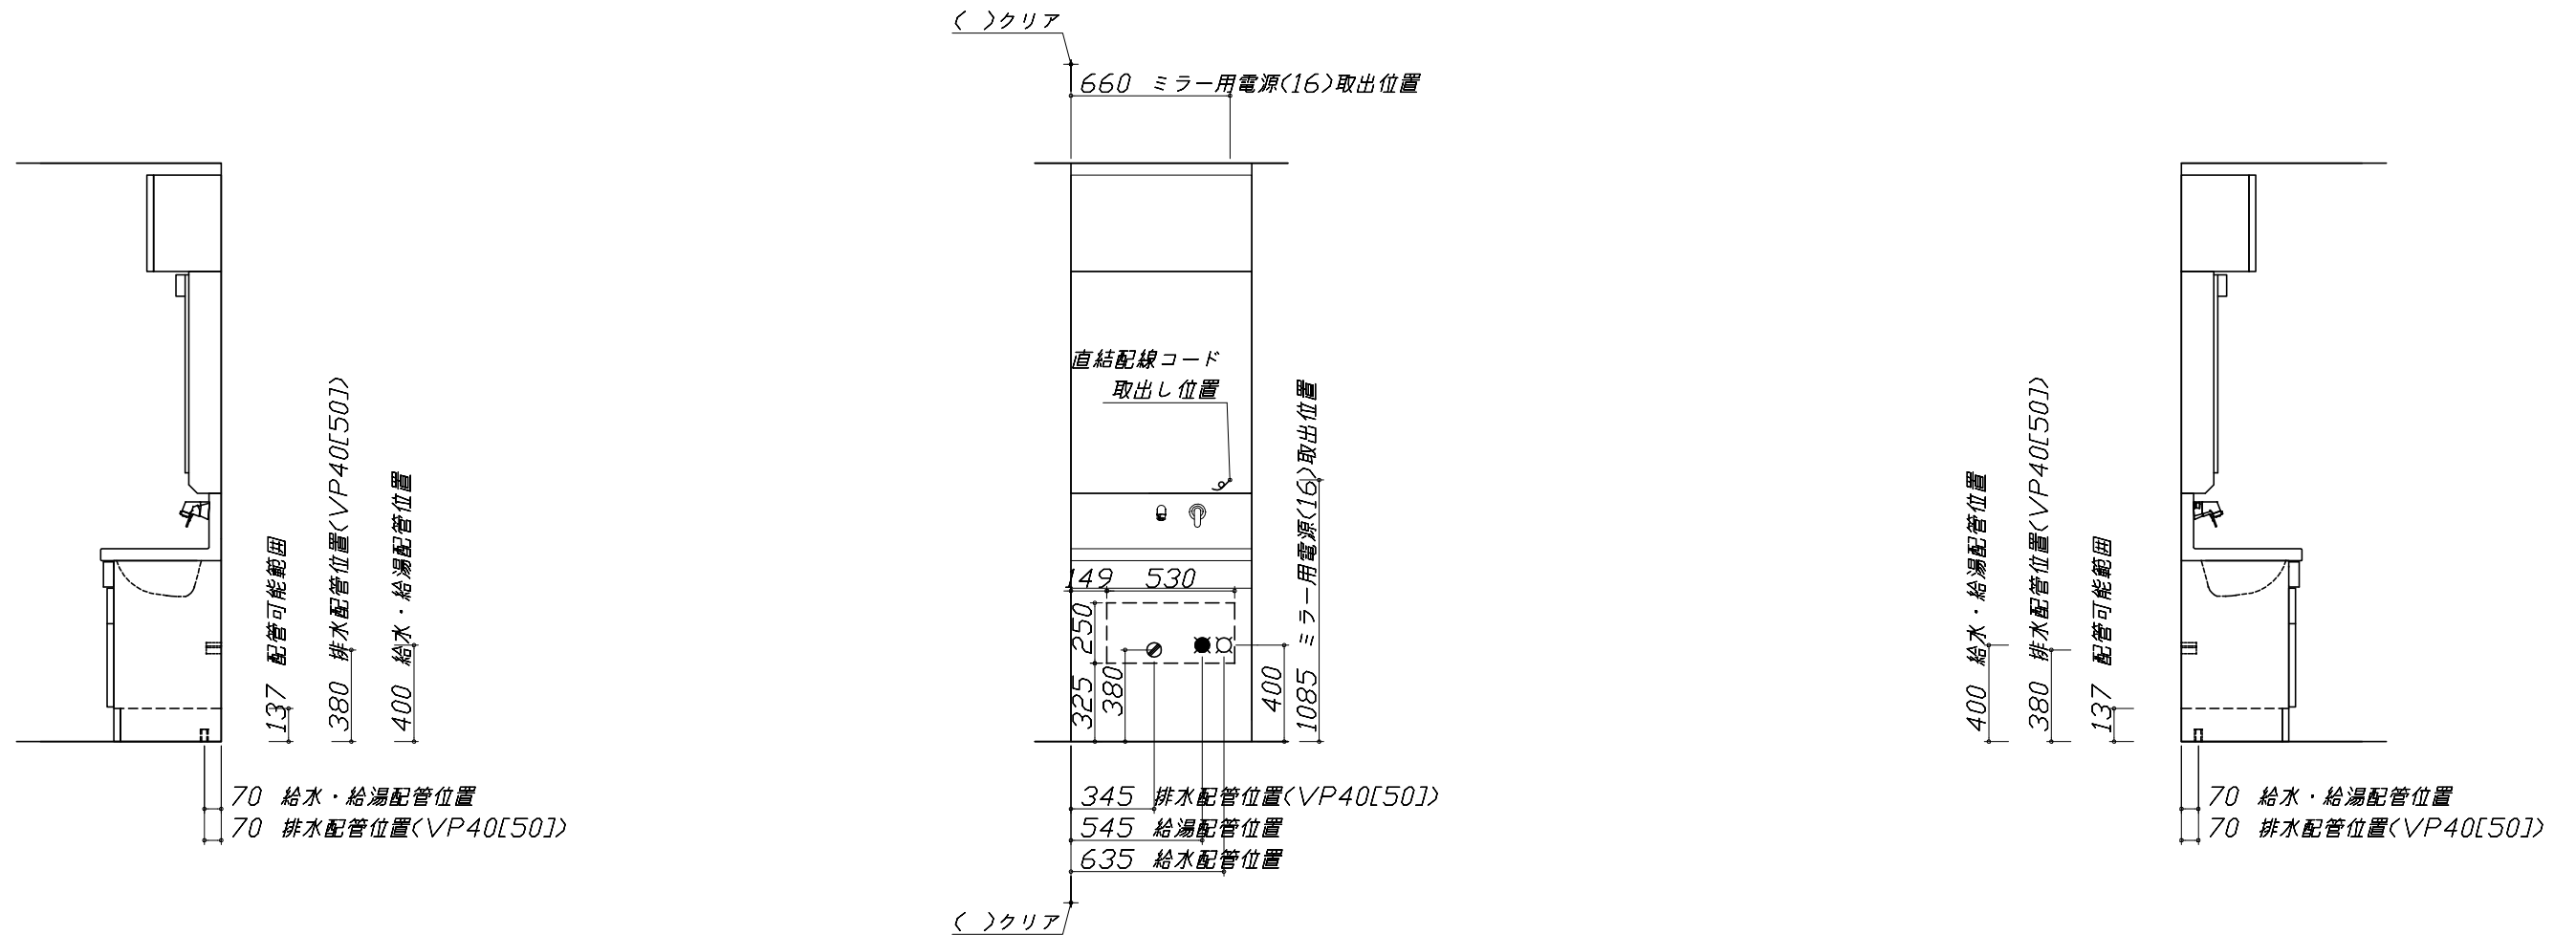 ( )クリア
660 ミラー用電源(16)取出位置
直結配線コード
取出し位置
149 530
250
325
380
400
1085 ミラー用電源(16)取出位置
345 排水配管位置(VP40[50])
545 給湯配管位置
635 給水配管位置
( )クリア
137 配管可能範囲
380 排水配管位置(VP40[50])
400 給水・給湯配管位置
70 給水・給湯配管位置
70 排水配管位置(VP40[50])
400 給水・給湯配管位置
380 排水配管位置(VP40[50])
137 配管可能範囲
70 給水・給湯配管位置
70 排水配管位置(VP40[50])